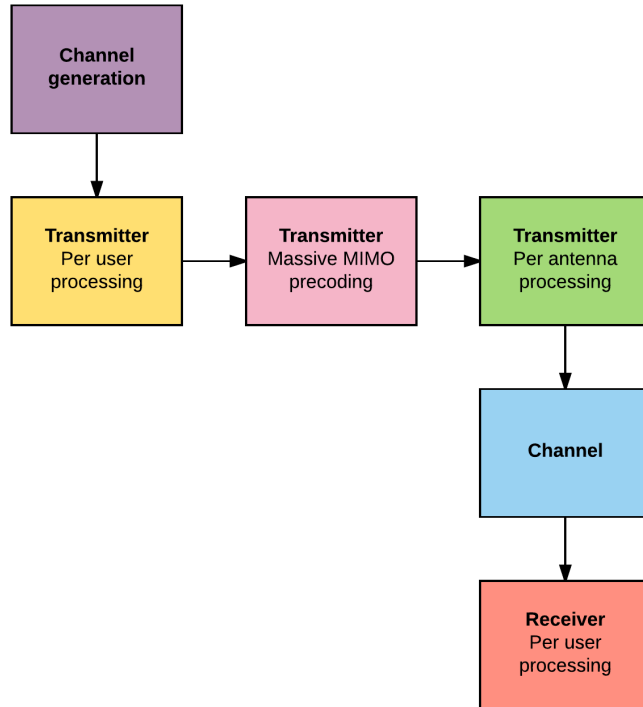 Channel
generation
Transmitter
Per user
processing
Transmitter
Massive MIMO
precoding
Transmitter
Per antenna
processing
Channel
Receiver
Per user
processing